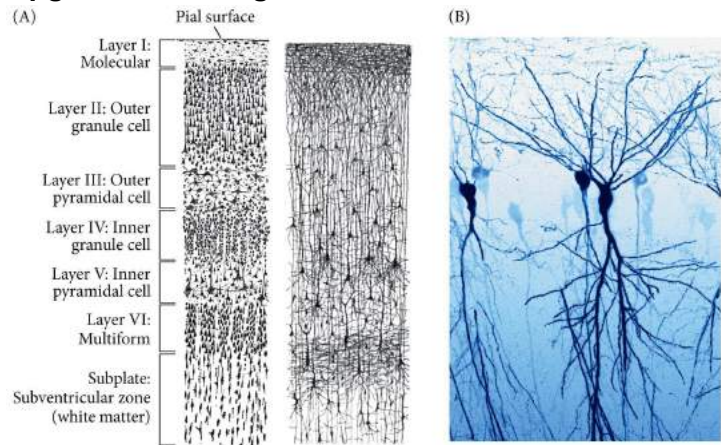 (A)
Pial surface
(B)
Layer I:
Molecular
Layer II: Outer
granule cell
Layer III: Outer
pyramidal cell
Layer IV: Inner
granule cell
Layer V: Inner
pyramidal cell
Layer VI:
Multiform
Subplate:
Subventricular zone
(white matter)